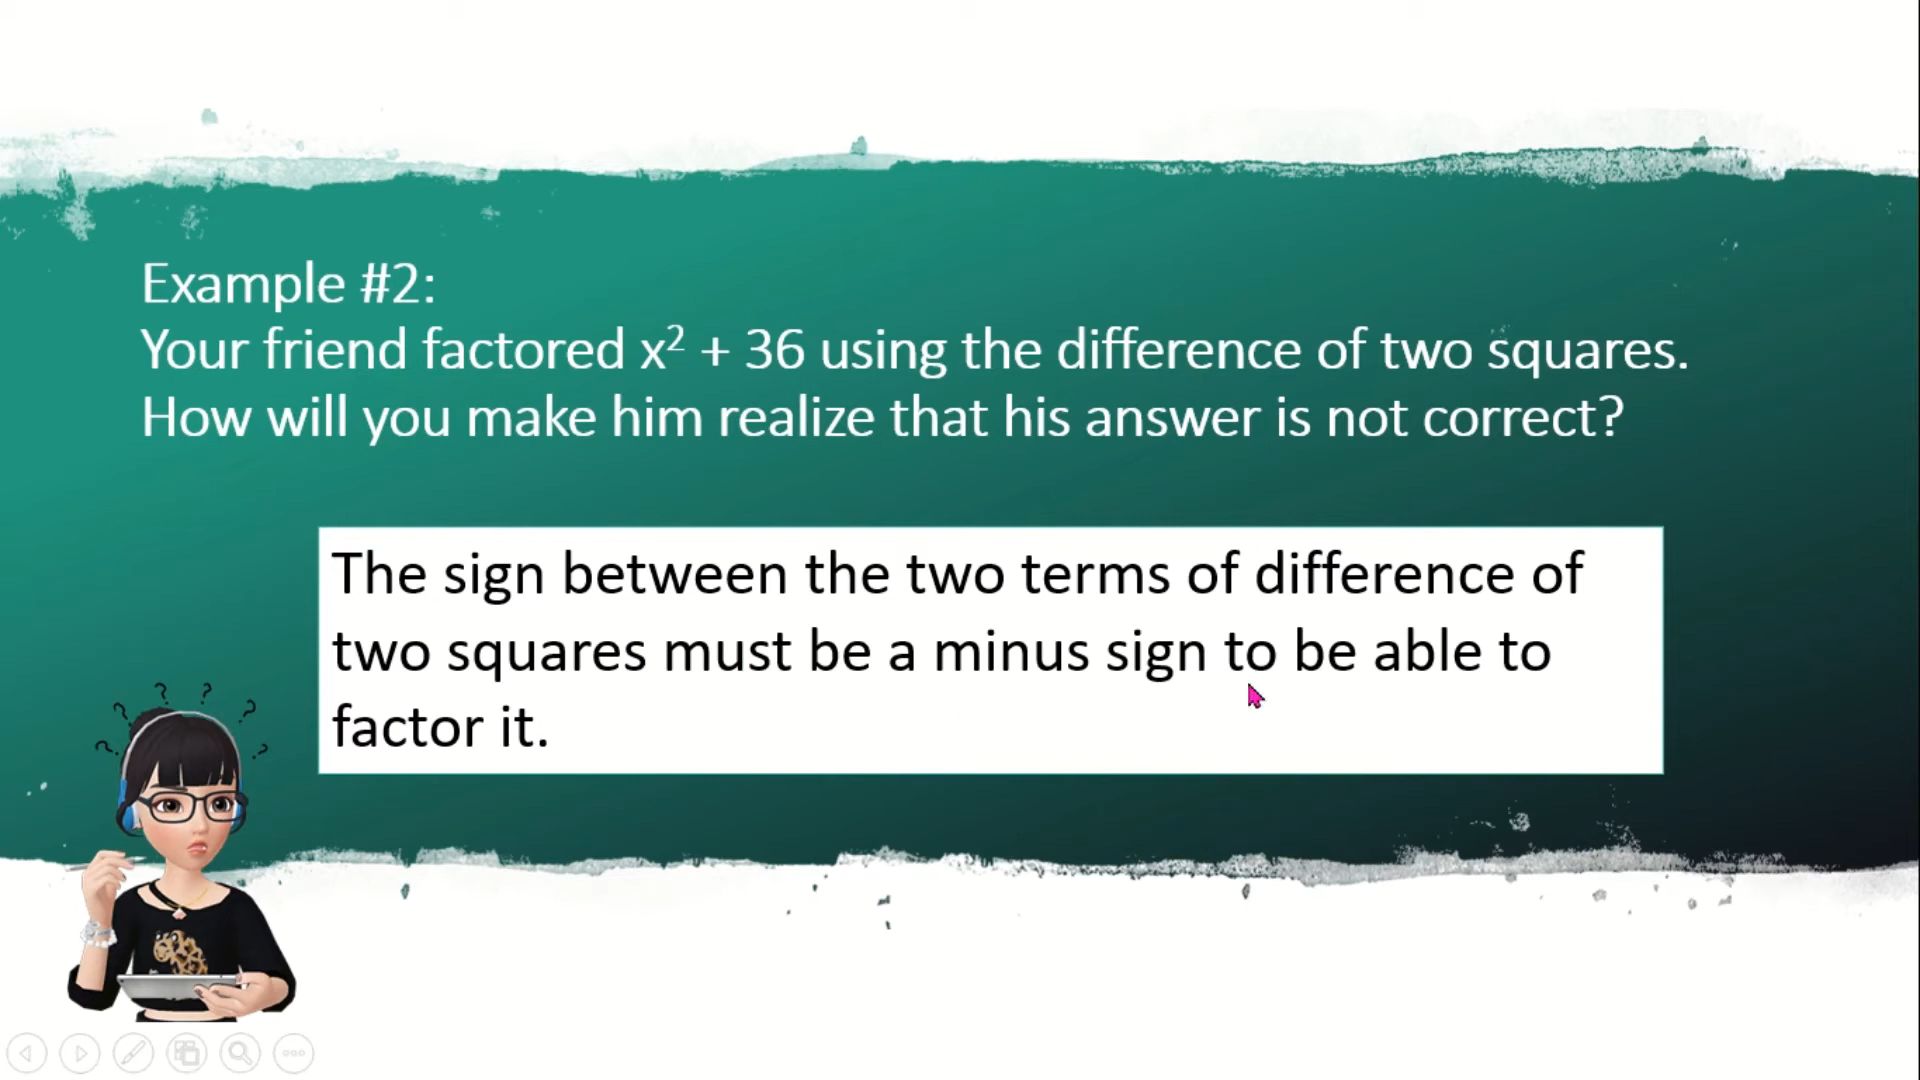 Example #2:
Your friend factored x² + 36 using the difference of two squares.
How will you make him realize that his answer is not correct?
The sign between the two terms of difference of
two squares must be a minus sign to be able to
factor it.